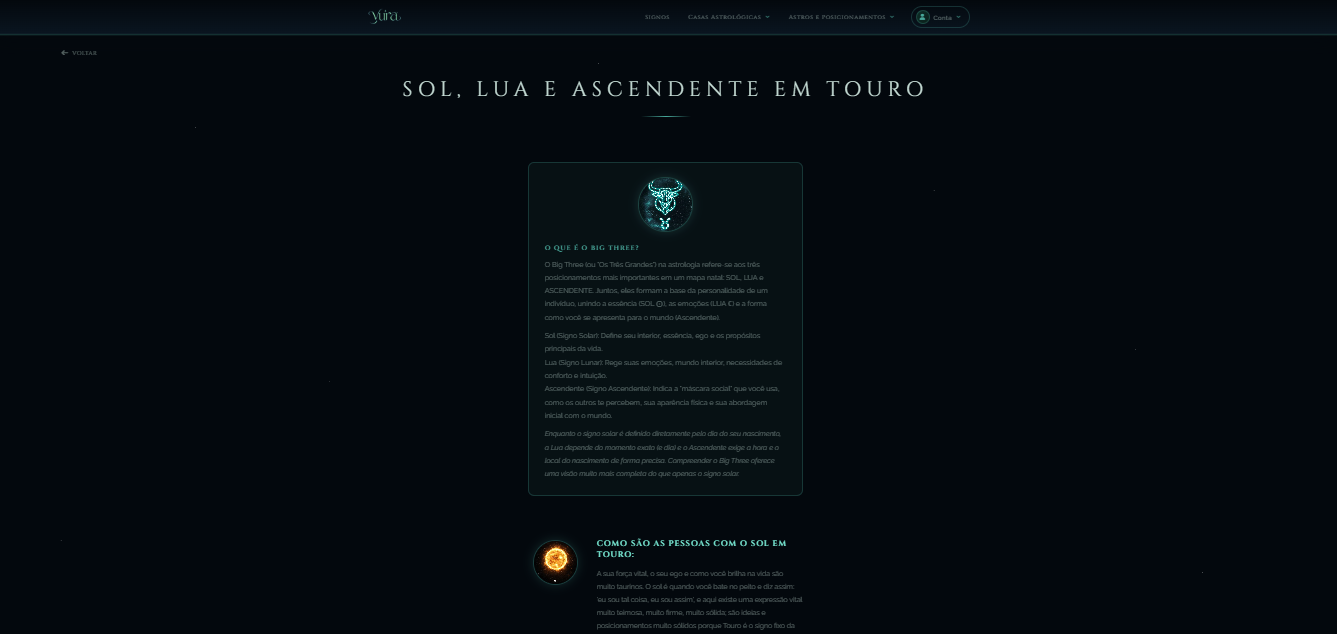 Yura
SIGNOS
CASAS ASTROLÓGICAS
ASTROS E POSICIONAMENTOS
Conta
VOLTAR
SOL, LUA E ASCENDENTE EM TOURO
O QUE É O BIG THREE?
O Big Three (ou "Os Três Grandes") na astrologia refere-se aos três
posicionamentos mais importantes em um mapa natal: SOL, LUA e
ASCENDENTE. Juntos, eles formam a base da personalidade de um
indivíduo, unindo a essência (SOL ☉), as emoções (LUA ☾) e a forma
como você se apresenta para o mundo (Ascendente).
Sol (Signo Solar): Define seu interior, essência, ego e os propósitos
principais da vida.
Lua (Signo Lunar): Rege suas emoções, mundo interior, necessidades de
conforto e intuição.
Ascendente (Signo Ascendente): Indica a "máscara social" que você usa,
como os outros te percebem, sua aparência física e sua abordagem
inicial com o mundo.
Enquanto o signo solar é definido diretamente pelo dia do seu nascimento,
a Lua depende do momento exato (e dia) e o Ascendente exige a hora e o
local do nascimento de forma precisa. Compreender o Big Three oferece
uma visão muito mais completa do que apenas o signo solar.
COMO SÃO AS PESSOAS COM O SOL EM
TOURO:
A sua força vital, o seu ego e como você brilha na vida são
muito taurinos. O sol é quando você bate no peito e diz assim:
'eu sou tal coisa, eu sou assim', e aqui existe uma expressão vital
muito teimosa, muito firme, muito sólida; são ideias e
posicionamentos muito sólidos porque Touro é o signo fixo da